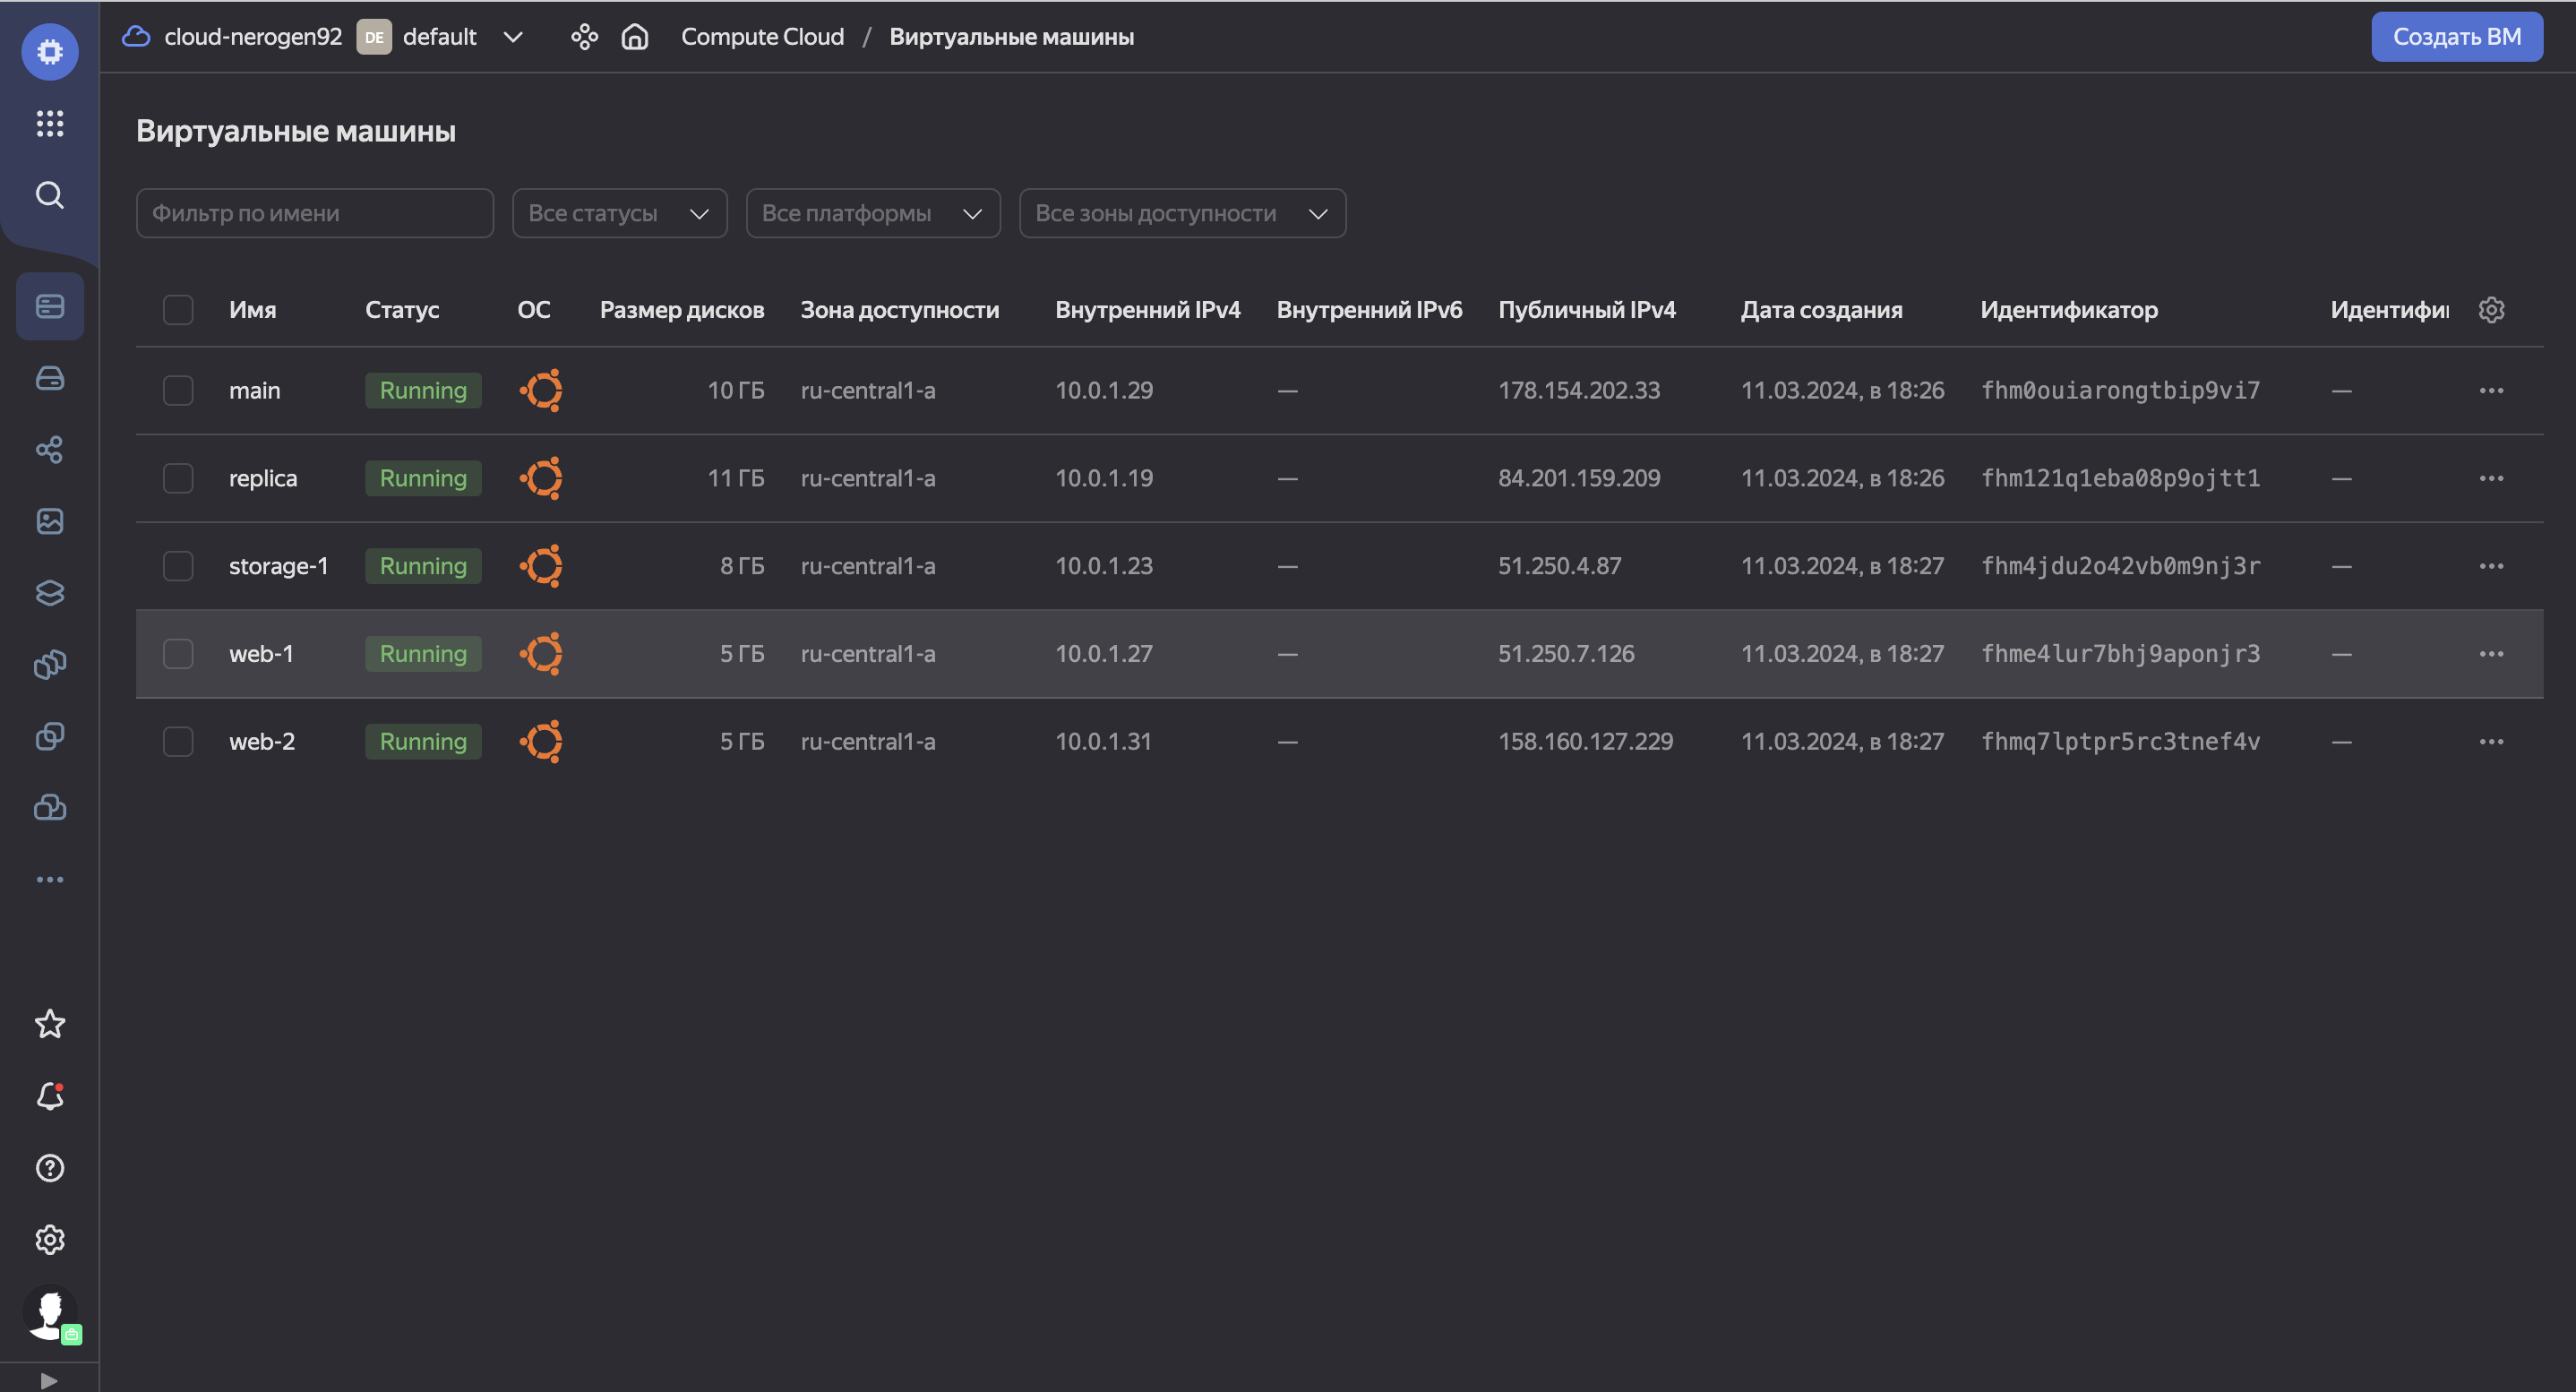 cloud-nerogen92 DE default Compute Cloud / Виртуальные машины Создать ВМ
Виртуальные машины
Фильтр по имени Все статусы Все платформы Все зоны доступности
Имя Статус ОС Размер дисков Зона доступности Внутренний IPv4 Внутренний IPv6 Публичный IPv4 Дата создания Идентификатор Идентифи
main Running 10 ГБ ru-central1-a 10.0.1.29 — 178.154.202.33 11.03.2024, в 18:26 fhm0ouiarongtbip9vi7 —
replica Running 11 ГБ ru-central1-a 10.0.1.19 — 84.201.159.209 11.03.2024, в 18:26 fhm121q1eba08p9ojtt1 —
storage-1 Running 8 ГБ ru-central1-a 10.0.1.23 — 51.250.4.87 11.03.2024, в 18:27 fhm4jdu2o42vb0m9nj3r —
web-1 Running 5 ГБ ru-central1-a 10.0.1.27 — 51.250.7.126 11.03.2024, в 18:27 fhme4lur7bhj9aponjr3 —
web-2 Running 5 ГБ ru-central1-a 10.0.1.31 — 158.160.127.229 11.03.2024, в 18:27 fhmq7lptpr5rc3tnef4v —